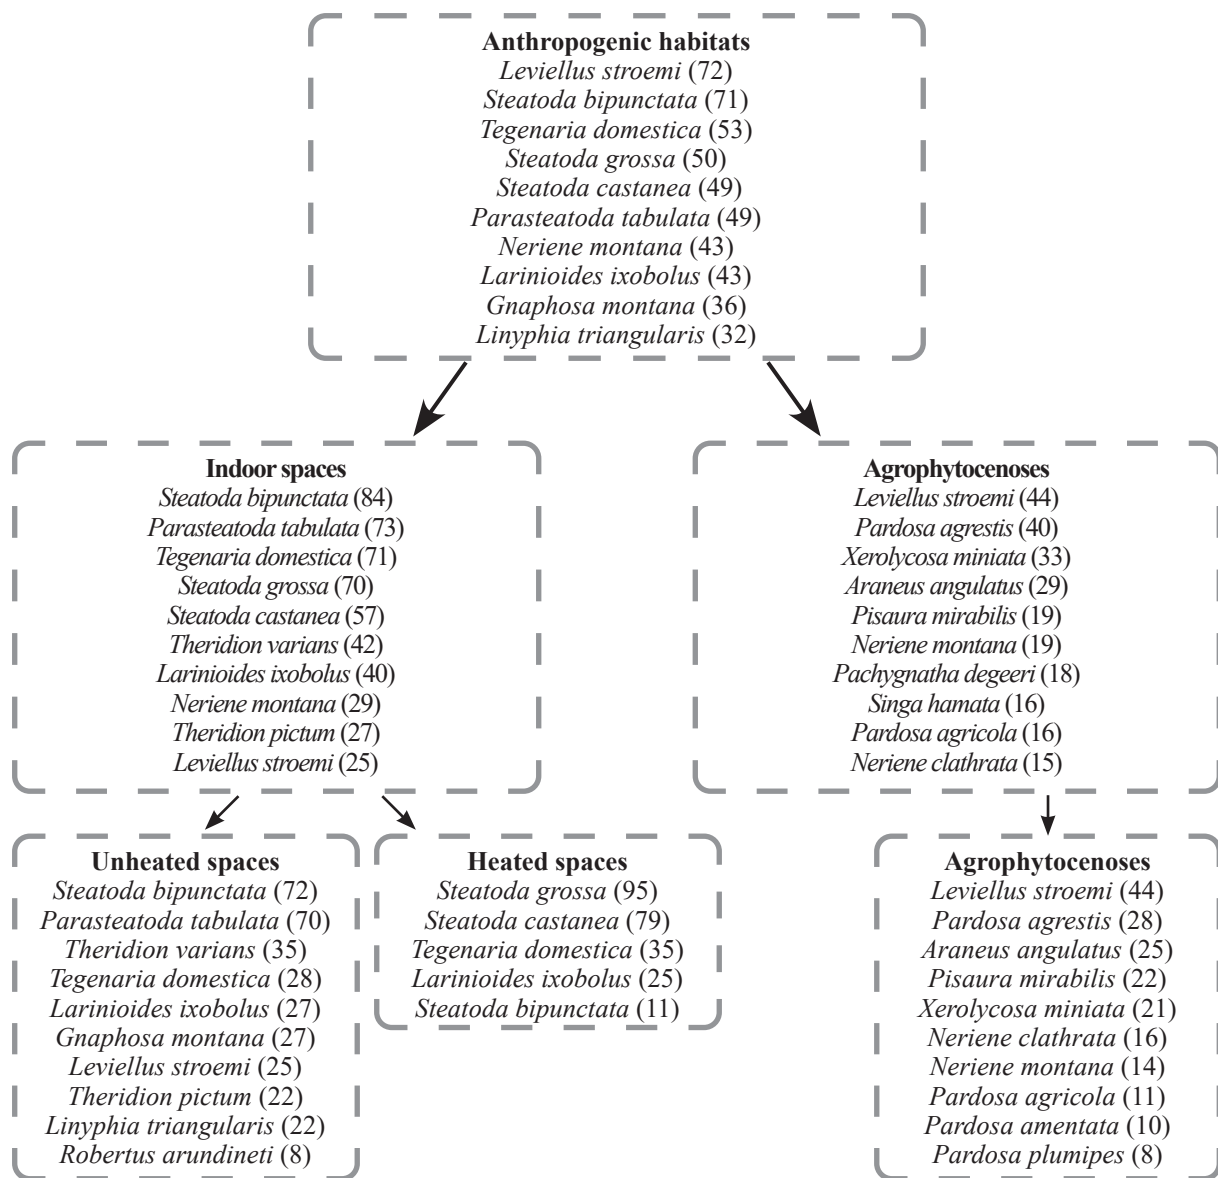 Anthropogenic habitats
Leviellus stroemi (72)
Steatoda bipunctata (71)
Tegenaria domestica (53)
Steatoda grossa (50)
Steatoda castanea (49)
Parasteatoda tabulata (49)
Neriene montana (43)
Larinioides ixobolus (43)
Gnaphosa montana (36)
Linyphia triangularis (32)
Indoor spaces
Steatoda bipunctata (84)
Parasteatoda tabulata (73)
Tegenaria domestica (71)
Steatoda grossa (70)
Steatoda castanea (57)
Theridion varians (42)
Larinioides ixobolus (40)
Neriene montana (29)
Theridion pictum (27)
Leviellus stroemi (25)
Agrophytocenoses
Leviellus stroemi (44)
Pardosa agrestis (40)
Xerolycosa miniata (33)
Araneus angulatus (29)
Pisaura mirabilis (19)
Neriene montana (19)
Pachygnatha degeeri (18)
Singa hamata (16)
Pardosa agricola (16)
Neriene clathrata (15)
Unheated spaces
Steatoda bipunctata (72)
Parasteatoda tabulata (70)
Theridion varians (35)
Tegenaria domestica (28)
Larinioides ixobolus (27)
Gnaphosa montana (27)
Leviellus stroemi (25)
Theridion pictum (22)
Linyphia triangularis (22)
Robertus arundineti (8)
Heated spaces
Steatoda grossa (95)
Steatoda castanea (79)
Tegenaria domestica (35)
Larinioides ixobolus (25)
Steatoda bipunctata (11)
Agrophytocenoses
Leviellus stroemi (44)
Pardosa agrestis (28)
Araneus angulatus (25)
Pisaura mirabilis (22)
Xerolycosa miniata (21)
Neriene clathrata (16)
Neriene montana (14)
Pardosa agricola (11)
Pardosa amentata (10)
Pardosa plumipes (8)